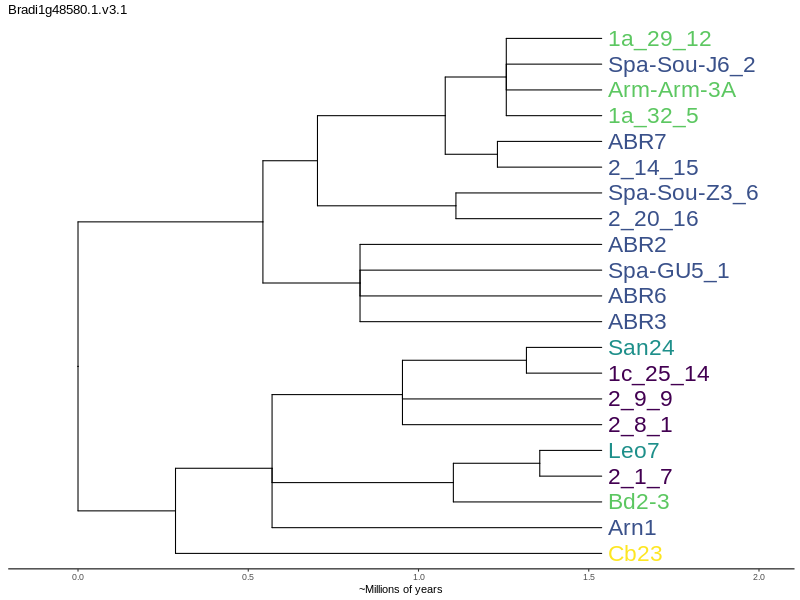 Bradi1g48580.1.v3.1
1a_29_12
Spa-Sou-J6_2
Arm-Arm-3A
1a_32_5
ABR7
2_14_15
Spa-Sou-Z3_6
2_20_16
ABR2
Spa-GU5_1
ABR6
ABR3
San24
1c_25_14
2_9_9
2_8_1
Leo7
2_1_7
Bd2-3
Arn1
Cb23
0.0 0.5 1.0 1.5 2.0
~Millions of years